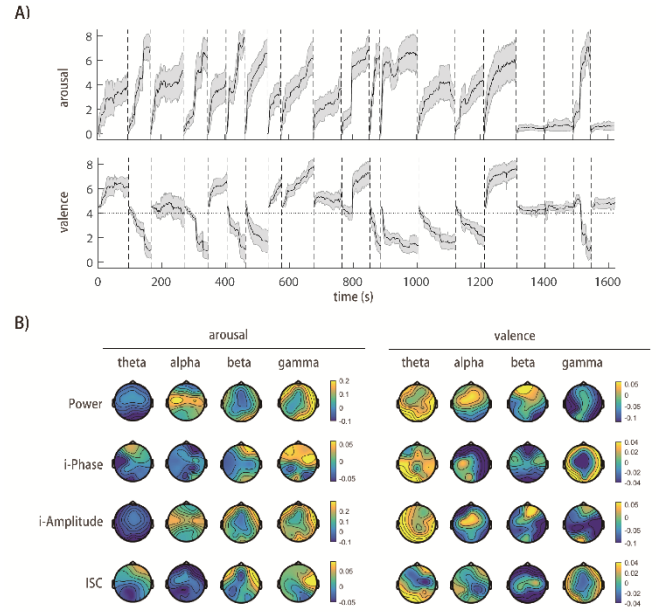 A)
arousal
8
6
4
2
0
valence
8
6
4
2
0
0 200 400 600 800 1000 1200 1400 1600
time (s)
B)
arousal valence
theta alpha beta gamma theta alpha beta gamma
Power 0.2 0.1 0 -0.1 0.05 0 -0.05 -0.1
i-Phase 0.05 0 -0.05 0.04 0.02 0 -0.02 -0.04
i-Amplitude 0.3 0.2 0.1 0 -0.1 0.05 0 -0.05 -0.1
ISC 0.05 0 -0.05 0.04 0.02 0 -0.02 -0.04